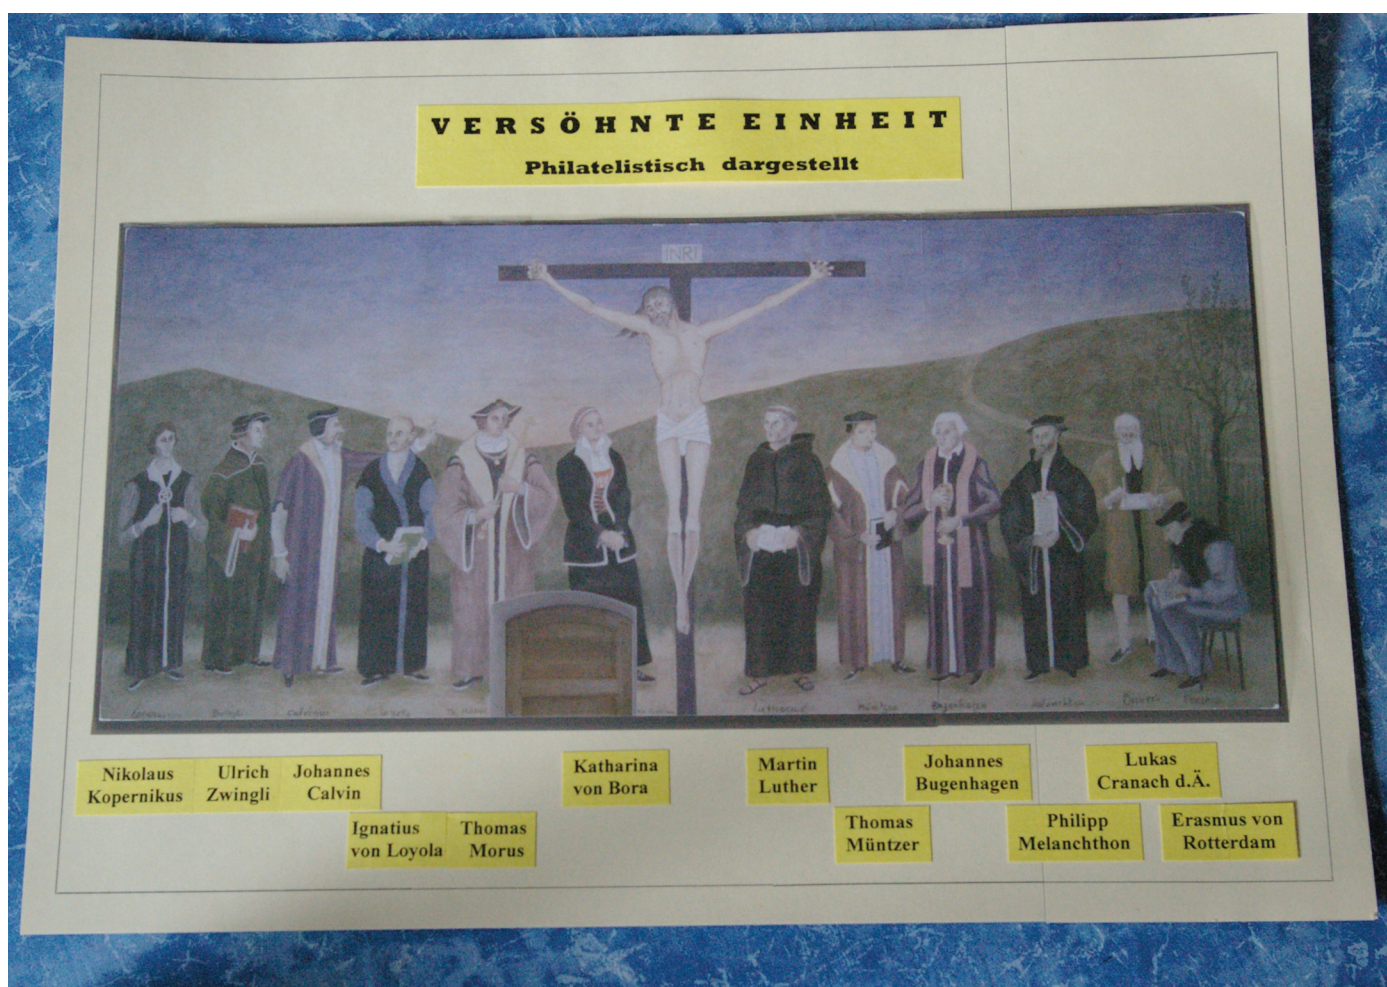 VERSÖHNTE EINHEIT
Philatelistisch dargestellt
INRI
Nikolaus
Kopernikus
Ulrich
Zwingli
Johannes
Calvin
Ignatius
von Loyola
Thomas
Morus
Katharina
von Bora
Martin
Luther
Thomas
Müntzer
Johannes
Bugenhagen
Philipp
Melanchthon
Lukas
Cranach d.Ä.
Erasmus von
Rotterdam